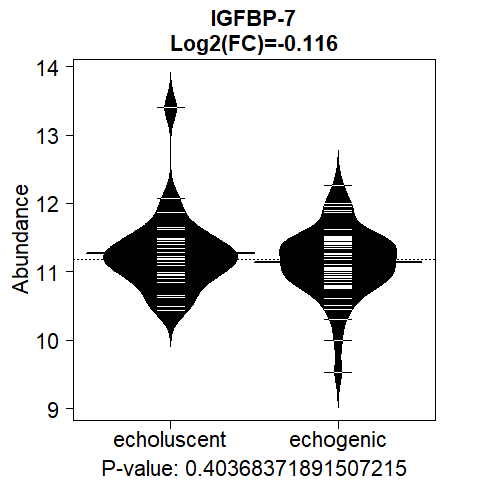 IGFBP-7
Log2(FC)=-0.116
14
13
12
11
10
9
Abundance
echoluscent echogenic
P-value: 0.40368371891507215